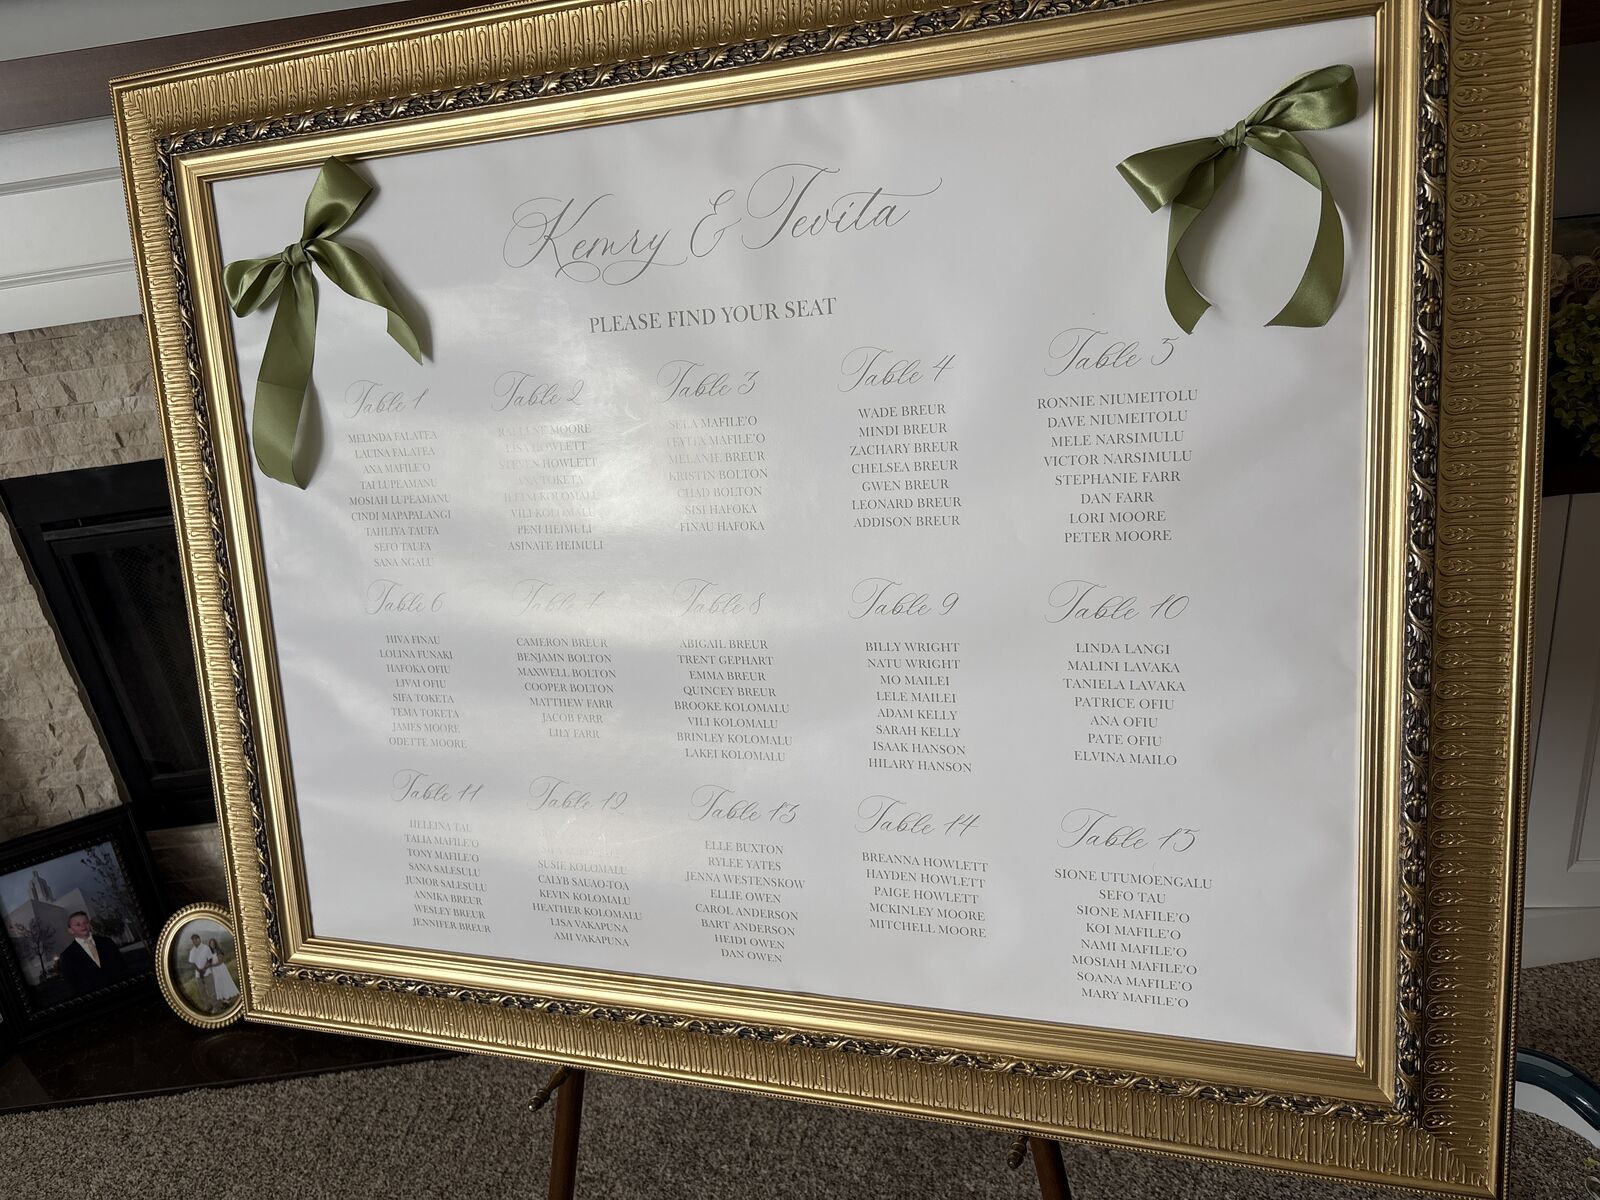 Kemry & Tevita
PLEASE FIND YOUR SEAT
Table 1
MELINDA FALATEA
LAUINA FALATEA
ANA MAFILE'O
TAI LUPEAMANU
MOSIAH LUPEAMANU
CINDI MAPAPALANGI
TAHLIYA TAUFA
SEFO TAUFA
SANA NGALU
Table 2
MOORE
LISA HOWLETT
STEVEN HOWLETT
ANA TOKETA
KOLOMALU
VILI KOLOMALU
PENI HEIMULI
ASINATE HEIMULI
Table 3
SELA MAFILE'O
TEVITA MAFILE'O
MELANIE BREUR
KRISTIN BOLTON
CHAD BOLTON
SISI HAFOKA
FINAU HAFOKA
Table 4
WADE BREUR
MINDI BREUR
ZACHARY BREUR
CHELSEA BREUR
GWEN BREUR
LEONARD BREUR
ADDISON BREUR
Table 5
RONNIE NIUMEITOLU
DAVE NIUMEITOLU
MELE NARSIMULU
VICTOR NARSIMULU
STEPHANIE FARR
DAN FARR
LORI MOORE
PETER MOORE
Table 6
HIVA FINAU
LOLINA FUNAKI
HAFOKA OFIU
LIVAI OFIU
SIFA TOKETA
TEMA TOKETA
JAMES MOORE
ODETTE MOORE
Table 7
CAMERON BREUR
BENJAMN BOLTON
MAXWELL BOLTON
COOPER BOLTON
MATTHEW FARR
JACOB FARR
LILY FARR
Table 8
ABIGAIL BREUR
TRENT GEPHART
EMMA BREUR
QUINCEY BREUR
BROOKE KOLOMALU
VILI KOLOMALU
BRINLEY KOLOMALU
LAKEI KOLOMALU
Table 9
BILLY WRIGHT
NATU WRIGHT
MO MAILEI
LELE MAILEI
ADAM KELLY
SARAH KELLY
ISAAK HANSON
HILARY HANSON
Table 10
LINDA LANGI
MALINI LAVAKA
TANIELA LAVAKA
PATRICE OFIU
ANA OFIU
PATE OFIU
ELVINA MAILO
Table 11
HELEINA TAU
TALIA MAFILE'O
TONY MAFILE'O
SANA SALESULU
JUNIOR SALESULU
ANNIKA BREUR
WESLEY BREUR
JENNIFER BREUR
Table 12
SUSIE KOLOMALU
CALYB SAUAO-TOA
KEVIN KOLOMALU
HEATHER KOLOMALU
LISA VAKAPUNA
AMI VAKAPUNA
Table 13
ELLE BUXTON
RYLEE YATES
JENNA WESTENSKOW
ELLIE OWEN
CAROL ANDERSON
BART ANDERSON
HEIDI OWEN
DAN OWEN
Table 14
BREANNA HOWLETT
HAYDEN HOWLETT
PAIGE HOWLETT
MCKINLEY MOORE
MITCHELL MOORE
Table 15
SIONE UTUMOENGALU
SEFO TAU
SIONE MAFILE'O
KOI MAFILE'O
NAMI MAFILE'O
MOSIAH MAFILE'O
SOANA MAFILE'O
MARY MAFILE'O